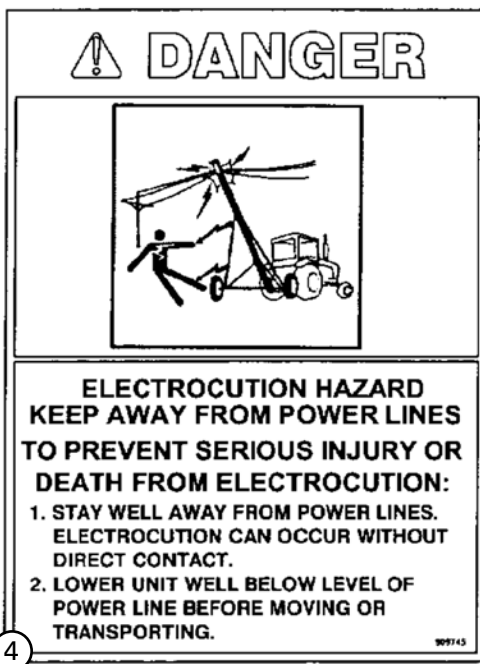 DANGER
ELECTROCUTION HAZARD
KEEP AWAY FROM POWER LINES
TO PREVENT SERIOUS INJURY OR
DEATH FROM ELECTROCUTION:
1. STAY WELL AWAY FROM POWER LINES.
ELECTROCUTION CAN OCCUR WITHOUT
DIRECT CONTACT.
2. LOWER UNIT WELL BELOW LEVEL OF
POWER LINE BEFORE MOVING OR
TRANSPORTING.
4